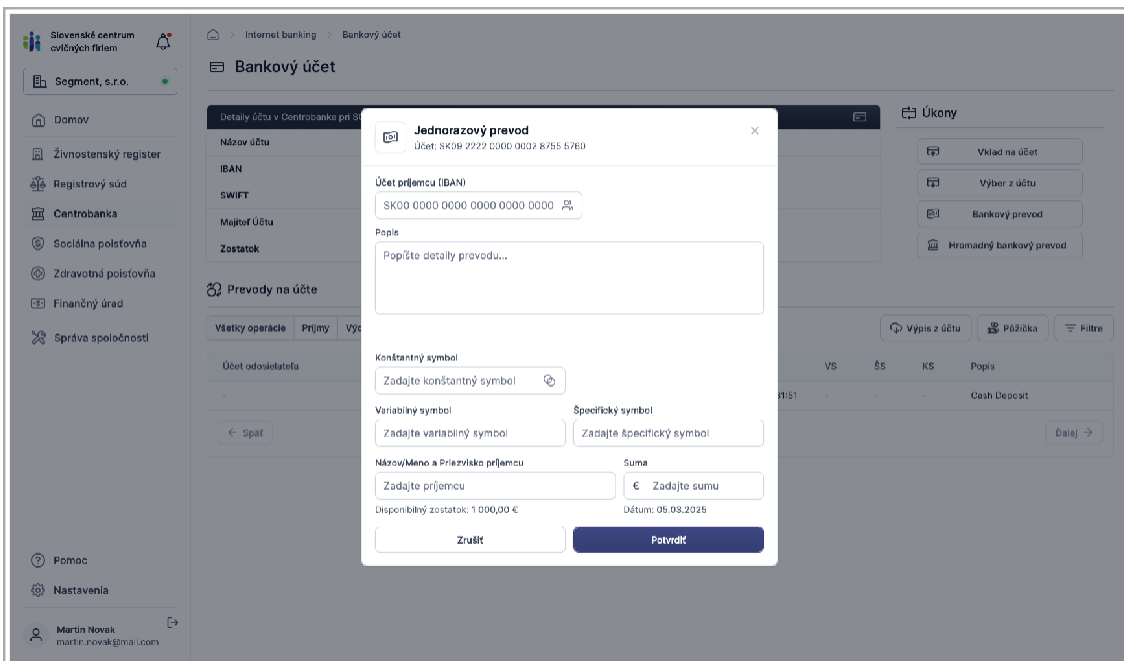 Slovenské centrum
cvičných firiem
Segment, s.r.o.
Domov
Živnostenský register
Registrový súd
Centrobanka
Sociálna poisťovňa
Zdravotná poisťovňa
Finančný úrad
Správa spoločnosti
Pomoc
Nastavenia
Martin Novak
martin.novak@mail.com
Internet banking > Bankový účet
Bankový účet
Detaily účtu v Centrobanke pri
Názov účtu
IBAN
SWIFT
Majiteľ Účtu
Zostatok
Prevody na účte
Všetky operácie
Príjmy
Účet odosielateľa
-
← Späť
Jednorazový prevod
Účet: SK09 2222 0000 0002 8755 5760
Účet príjemcu (IBAN)
SK00 0000 0000 0000 0000 0000
Popis
Popíšte detaily prevodu...
Konštantný symbol
Zadajte konštantný symbol
Variabilný symbol
Špecifický symbol
Zadajte variabilný symbol
Zadajte špecifický symbol
Názov/Meno a Priezvisko príjemcu
Suma
Zadajte príjemcu
€ Zadajte sumu
Disponibilný zostatok: 1 000,00 €
Dátum: 05.03.2025
Zrušiť
Potvrdiť
Úkony
Vklad na účet
Výber z účtu
Bankový prevod
Hromadný bankový prevod
Výpis z účtu
Pôžička
Filtre
VS ŠS KS Popis
31:51 - - - Cash Deposit
Ďalej →